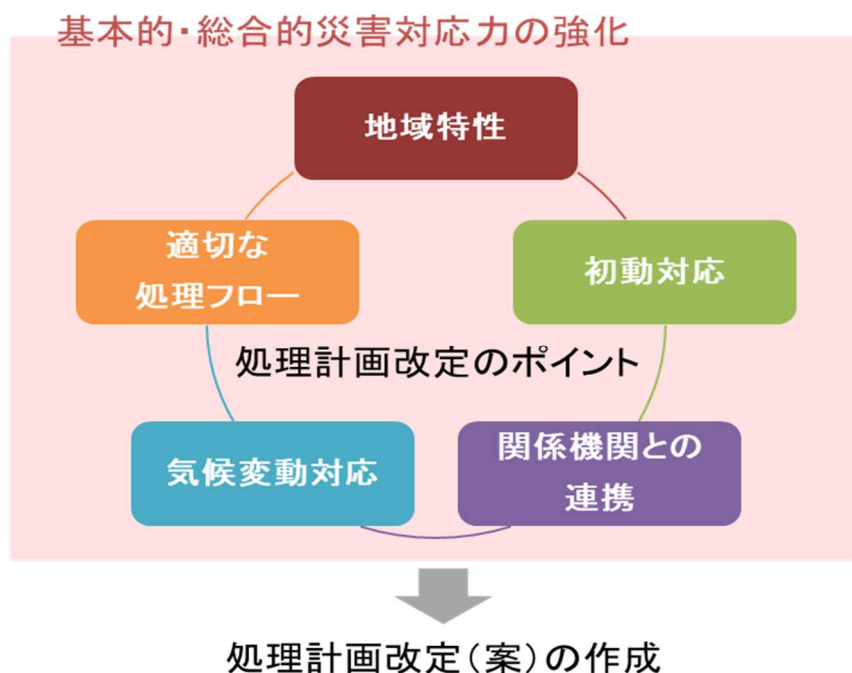 基本的・総合的災害対応力の強化
地域特性
適切な
処理フロー
初動対応
処理計画改定のポイント
気候変動対応
関係機関との
連携
処理計画改定（案）の作成